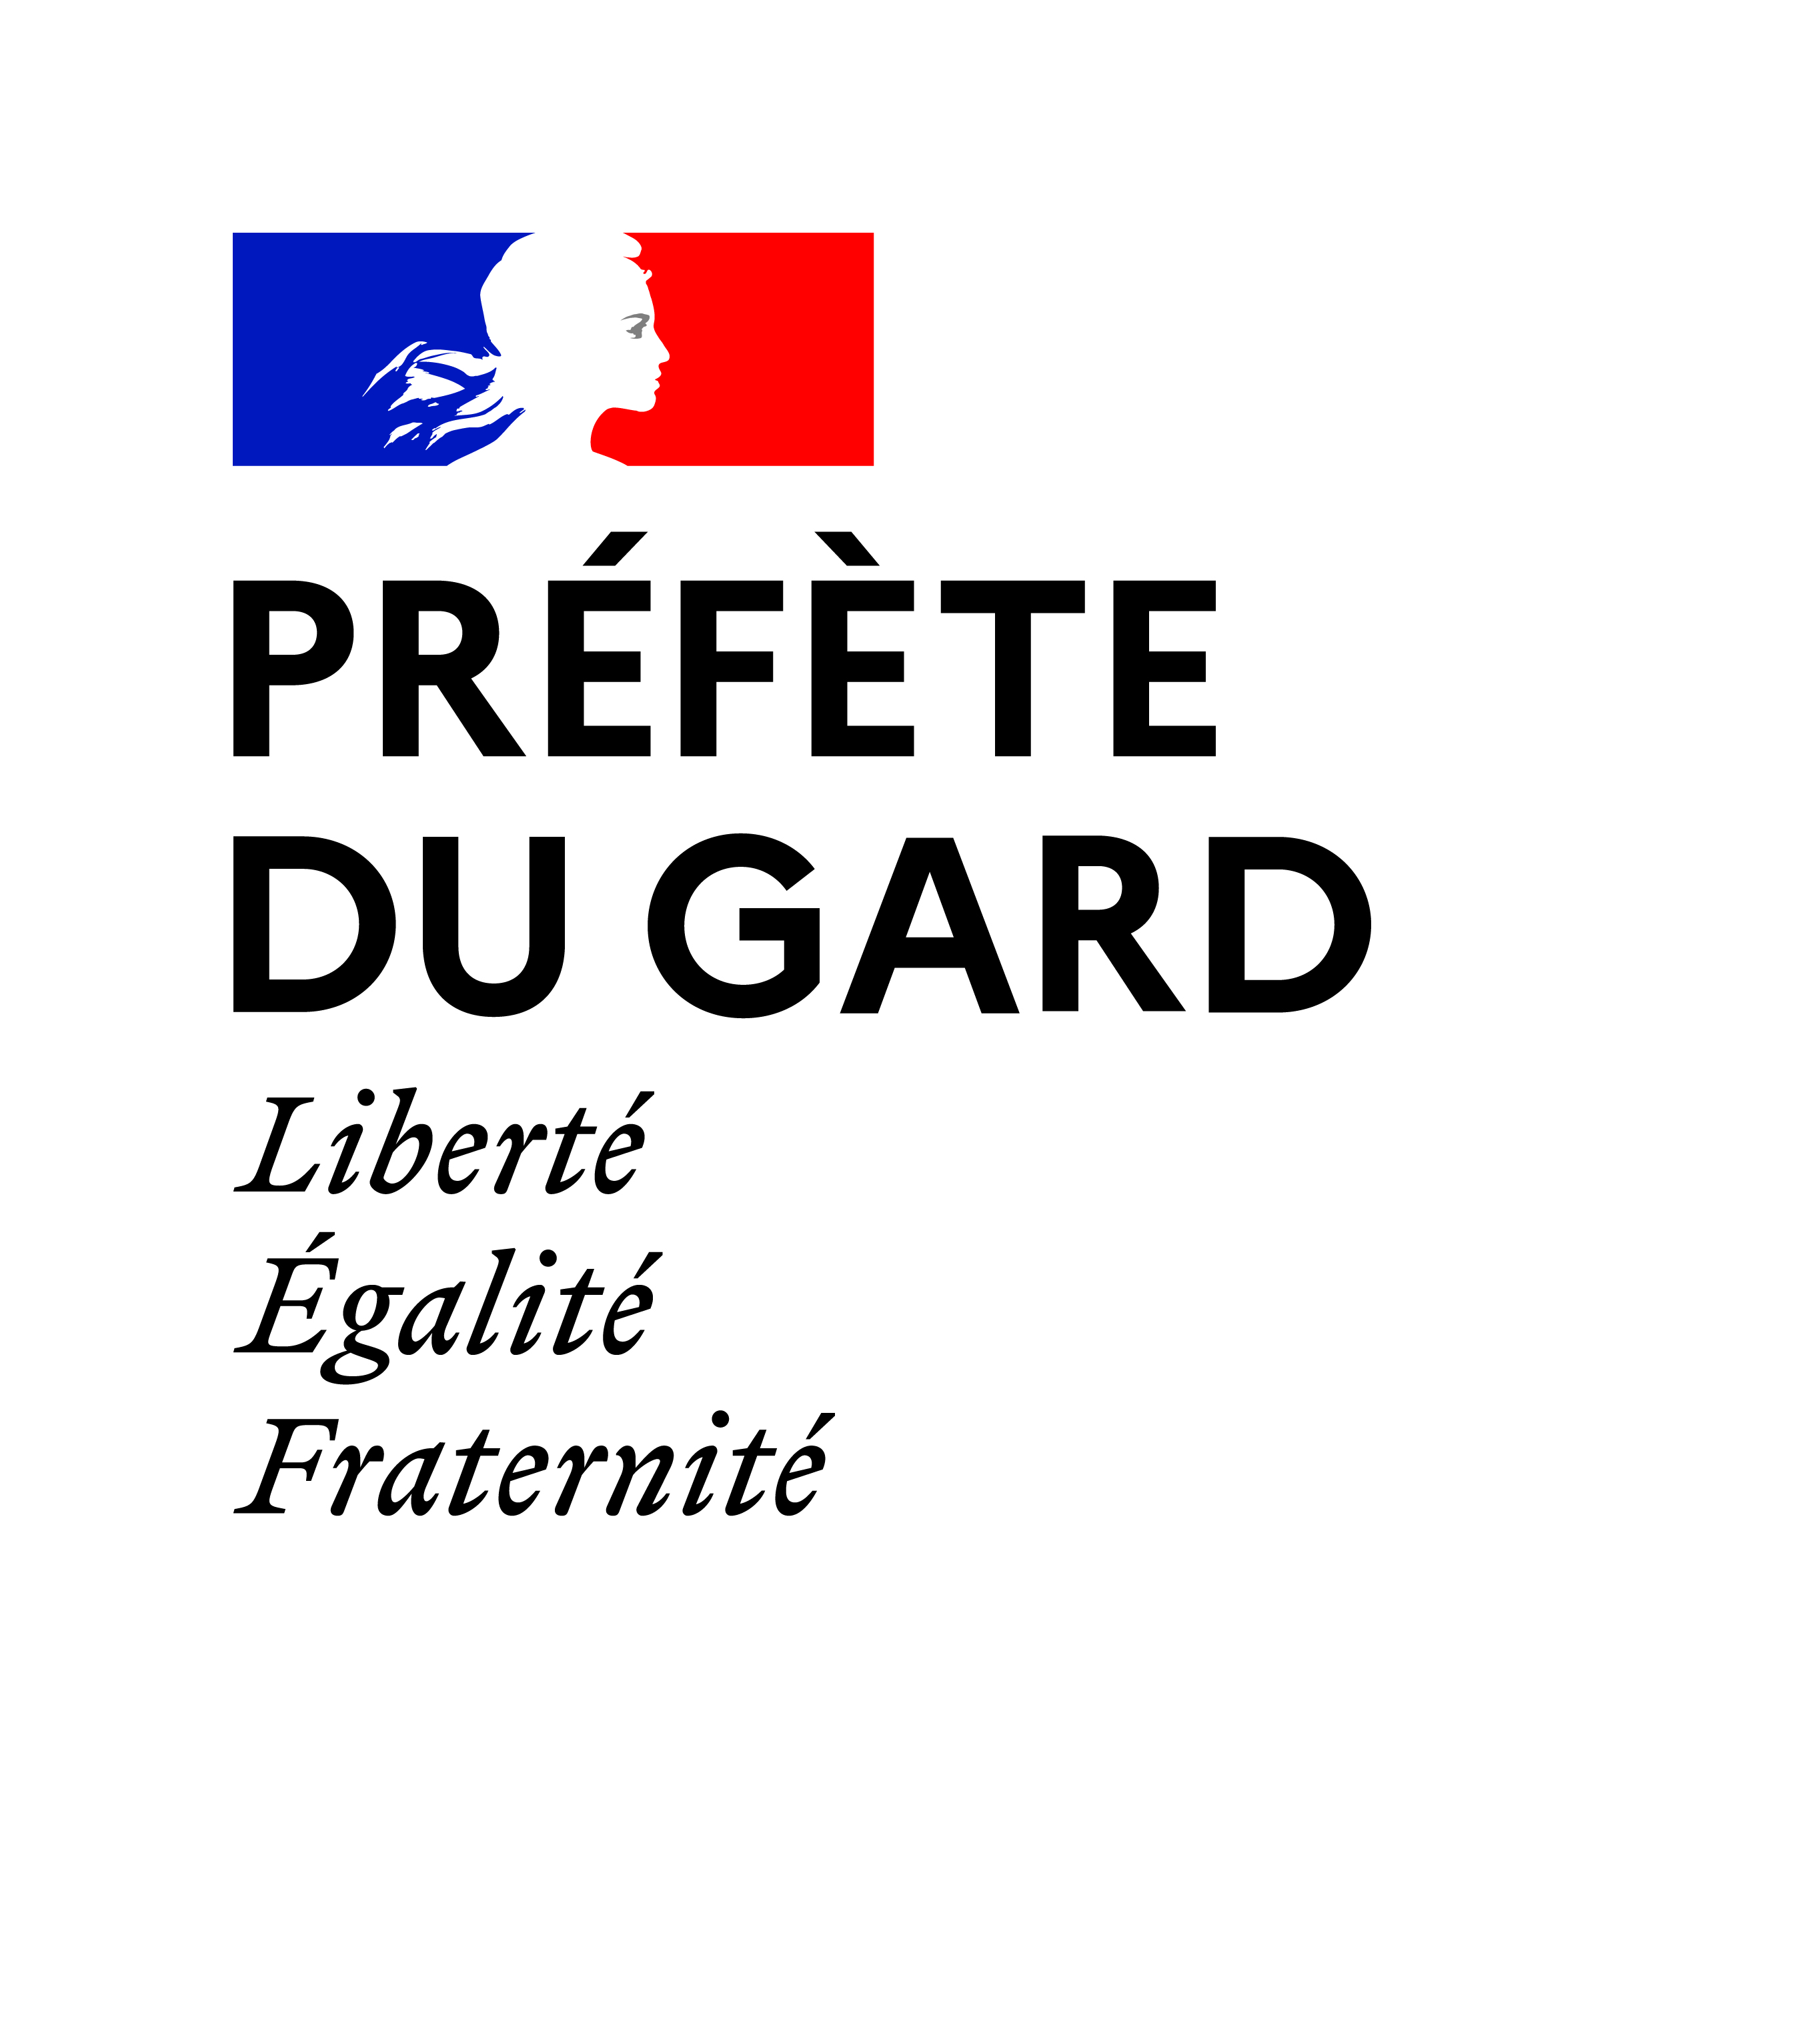 PRÉFÈTE
DU GARD
Liberté
Égalité
Fraternité